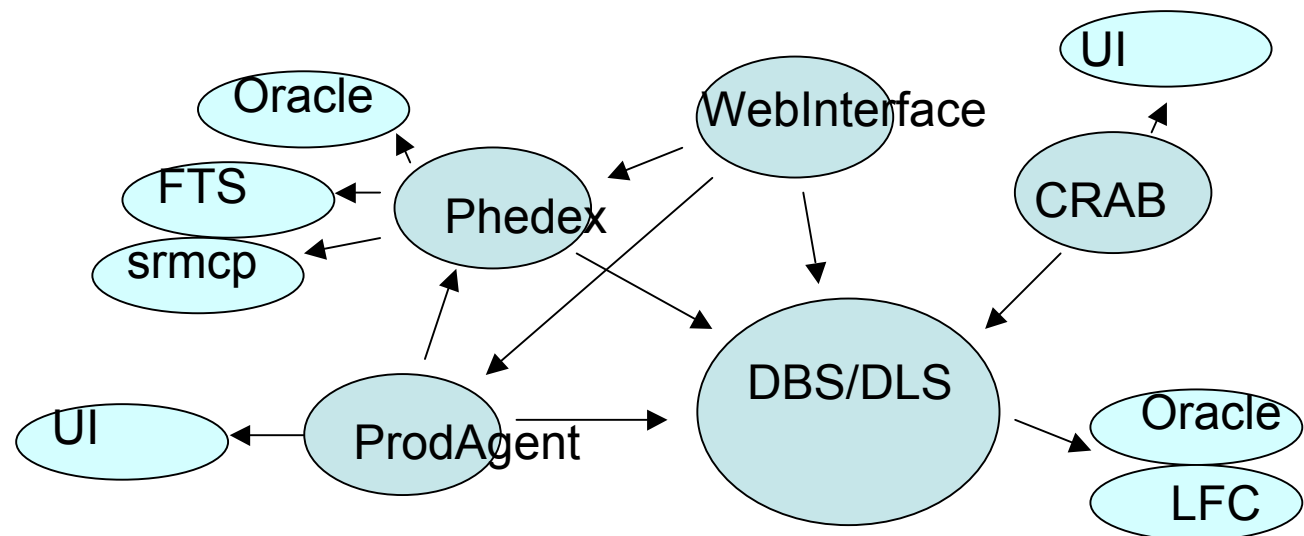 UI
Oracle
WebInterface
FTS
CRAB
Phedex
srmcp
DBS/DLS
Oracle
UI
ProdAgent
LFC